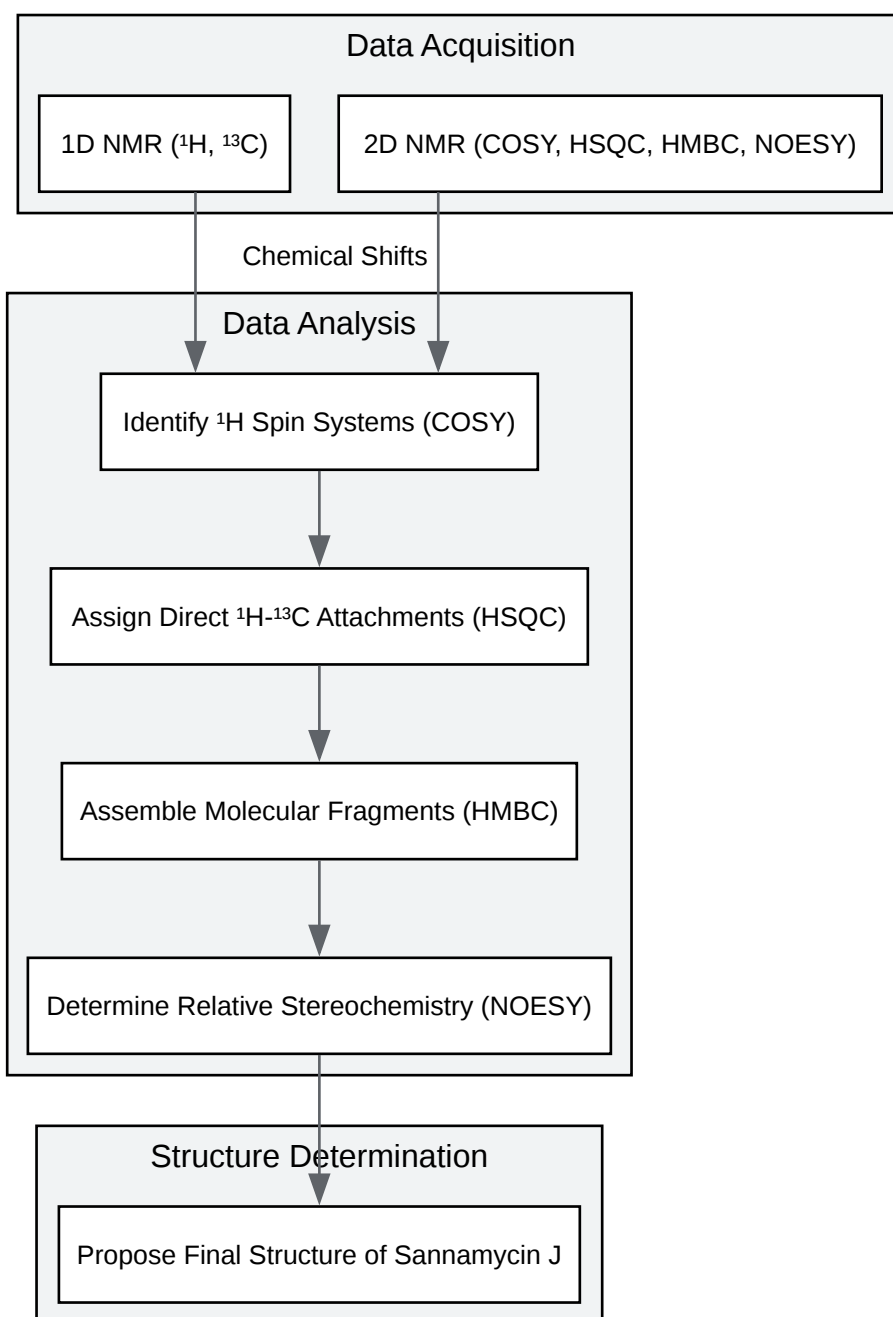 Data Acquisition
1D NMR (¹H, ¹³C)
2D NMR (COSY, HSQC, HMBC, NOESY)
Chemical Shifts
Data Analysis
Identify ¹H Spin Systems (COSY)
Assign Direct ¹H-¹³C Attachments (HSQC)
Assemble Molecular Fragments (HMBC)
Determine Relative Stereochemistry (NOESY)
Structure Determination
Propose Final Structure of Sannamycin J